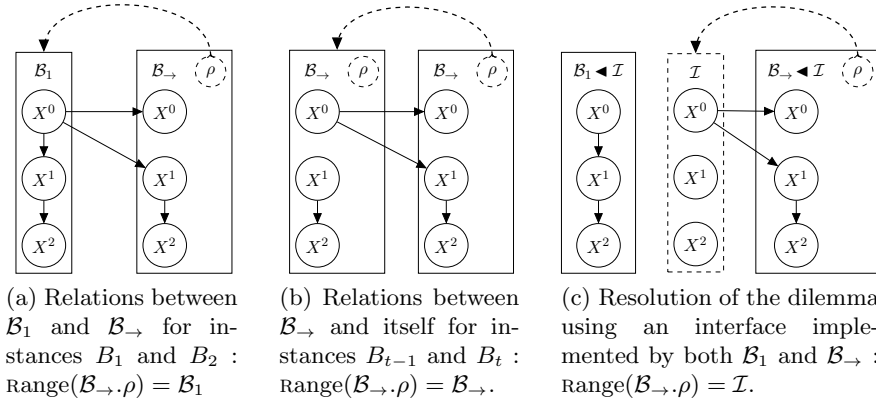 B₁ B→ ρ
X⁰ X⁰
X¹ X¹
X² X²
(a) Relations between
B₁ and B→ for in-
stances B₁ and B₂ :
Range(B→.ρ) = B₁
B→ ρ B→ ρ
X⁰ X⁰
X¹ X¹
X² X²
(b) Relations between
B→ and itself for in-
stances Bₜ₋₁ and Bₜ :
Range(B→.ρ) = B→.
B₁ ◄ I I B→ ◄ I ρ
X⁰ X⁰ X⁰
X¹ X¹ X¹
X² X² X²
(c) Resolution of the dilemma
using an interface imple-
mented by both B₁ and B→ :
Range(B→.ρ) = I.